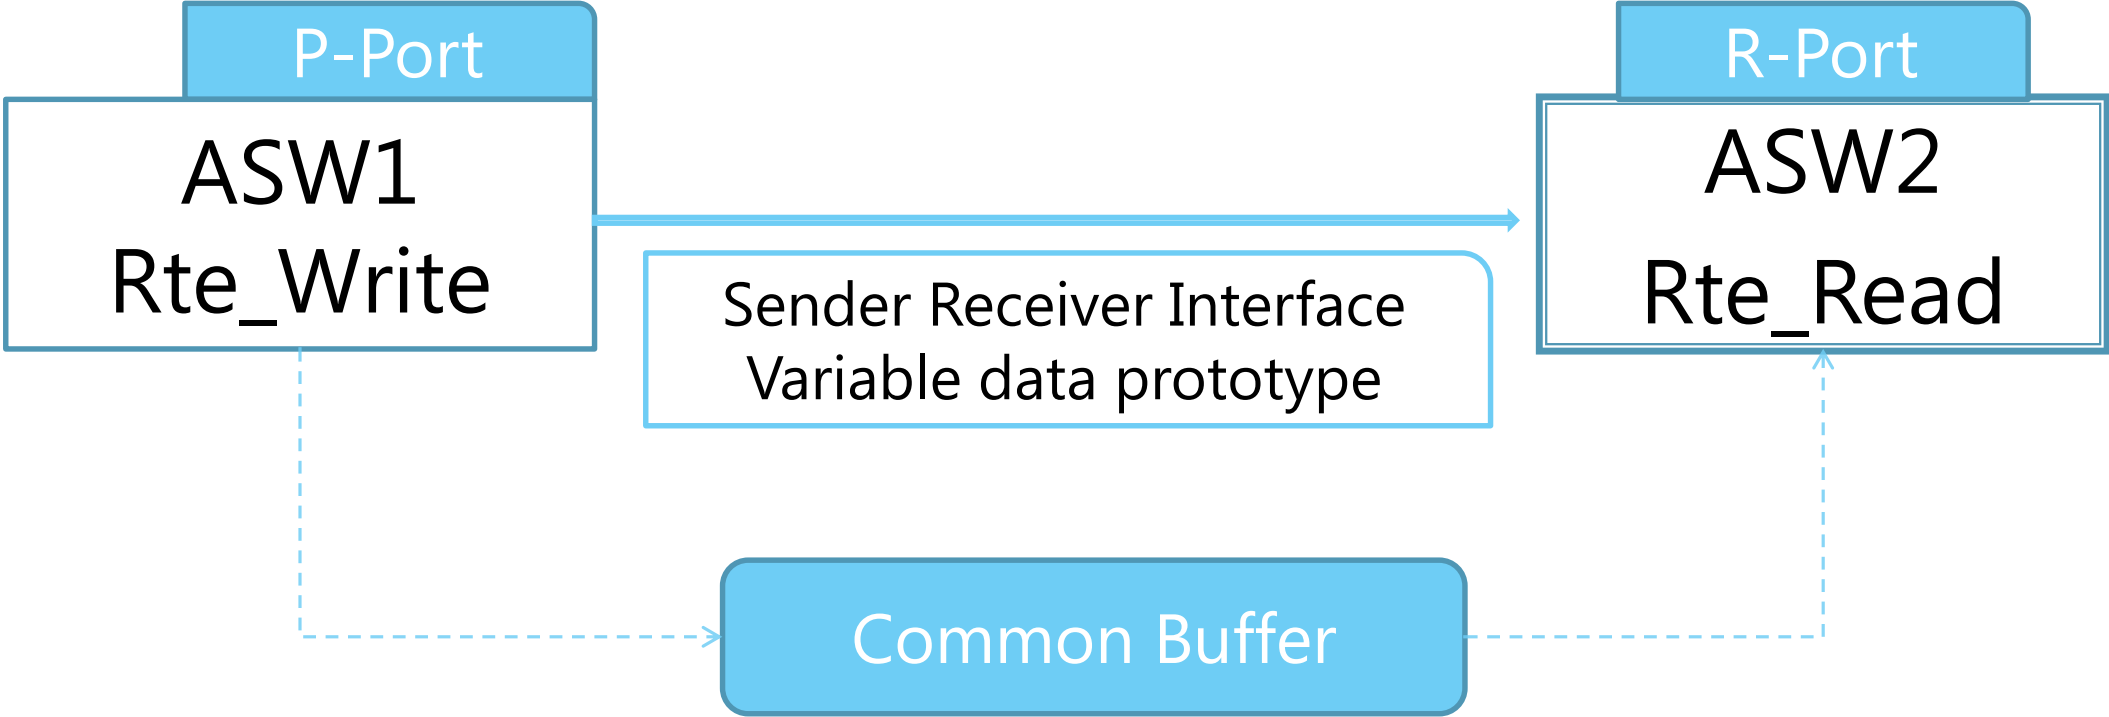 P-Port
ASW1
Rte_Write
R-Port
ASW2
Rte_Read
Sender Receiver Interface
Variable data prototype
Common Buffer